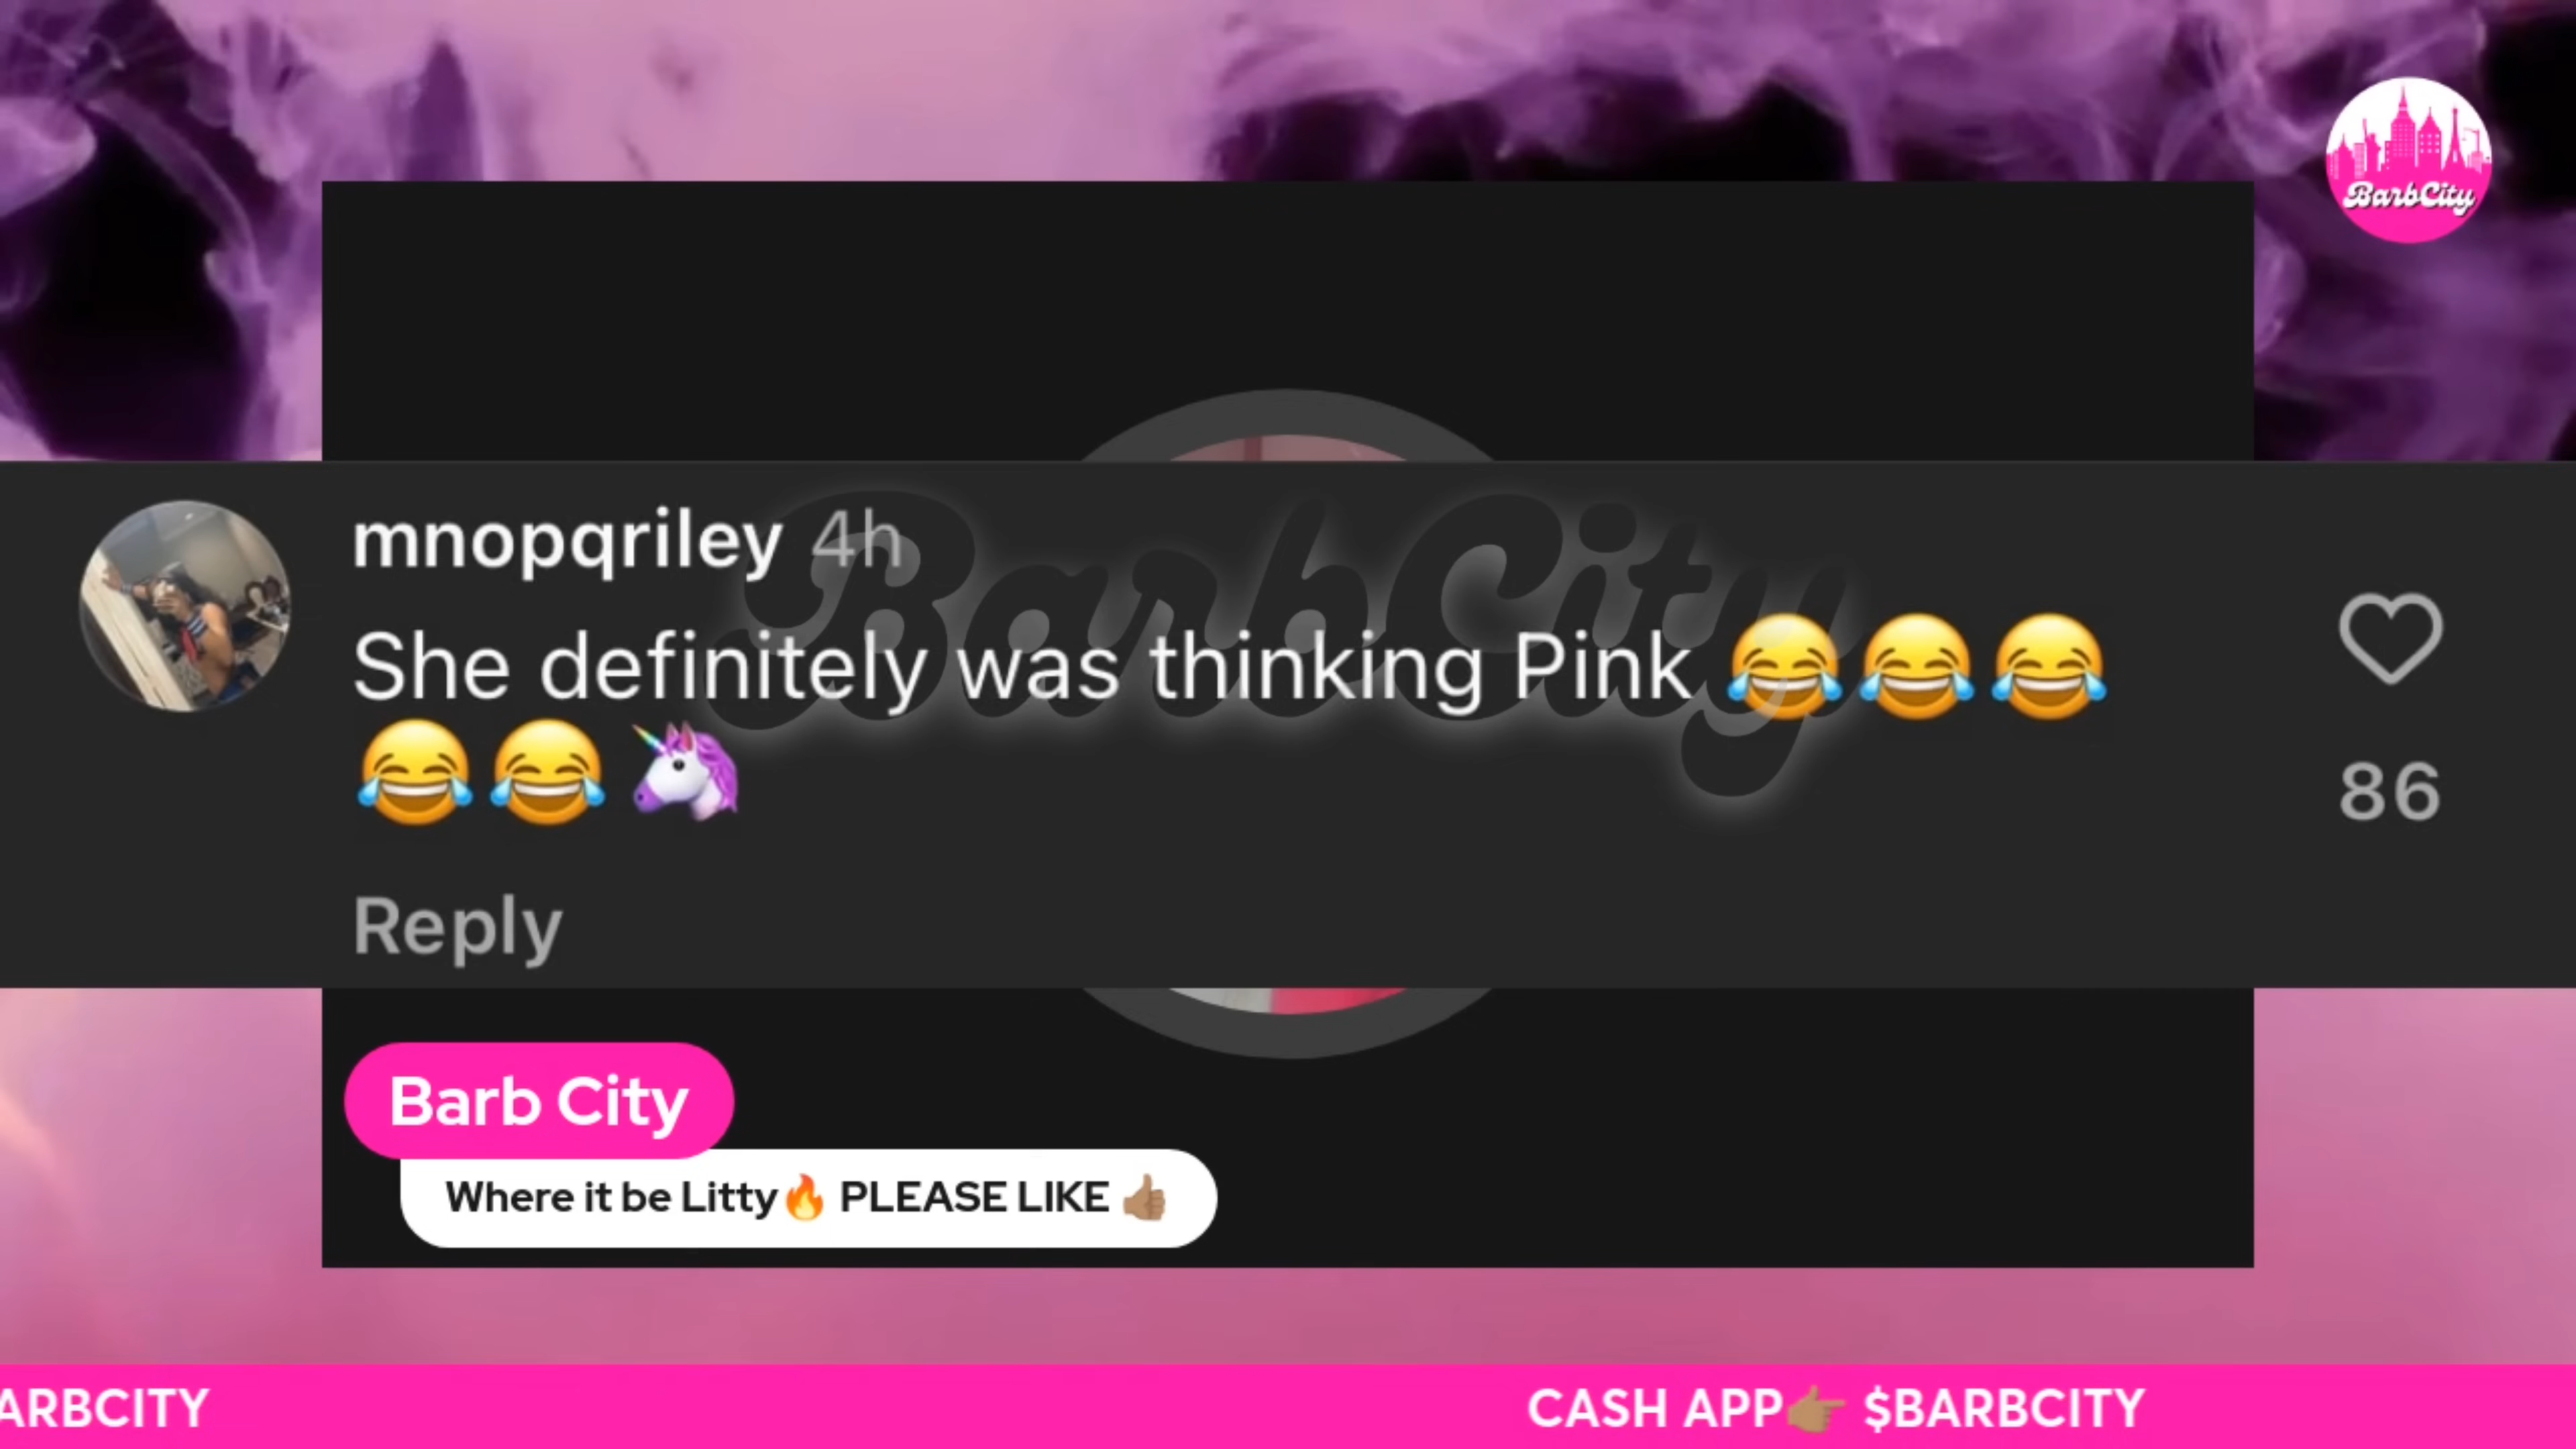 BarbCity
mnopqriley 4h
BarbCity
She definitely was thinking Pink 😂😂😂
😂😂🦄
86
Reply
Barb City
Where it be Litty🔥 PLEASE LIKE 👍🏽
ARBCITY
CASH APP👉🏽 $BARBCITY